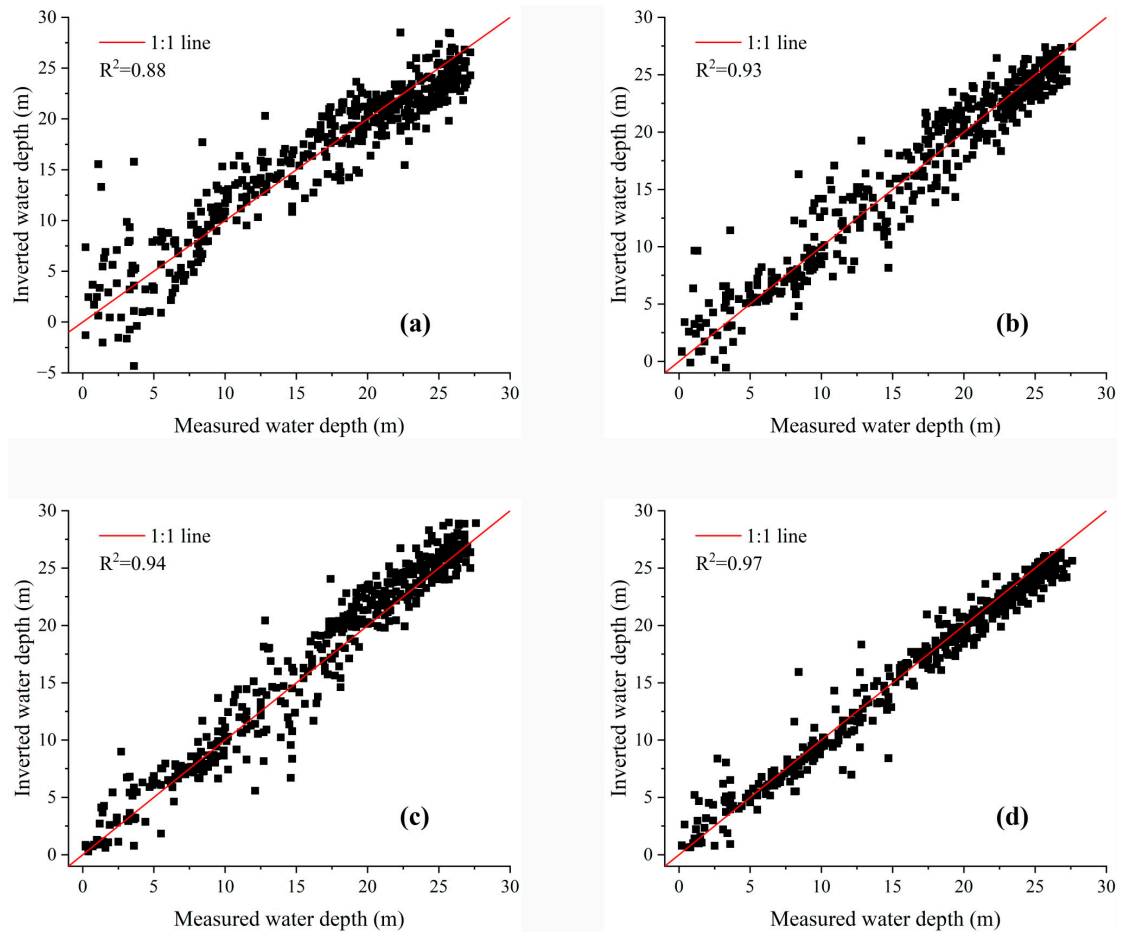 30
25
20
15
10
5
0
−5
Inverted water depth (m)
1:1 line
R²=0.88
(a)
0 5 10 15 20 25 30
Measured water depth (m)
30
25
20
15
10
5
0
Inverted water depth (m)
1:1 line
R²=0.93
(b)
0 5 10 15 20 25 30
Measured water depth (m)
30
25
20
15
10
5
0
Inverted water depth (m)
1:1 line
R²=0.94
(c)
0 5 10 15 20 25 30
Measured water depth (m)
30
25
20
15
10
5
0
Inverted water depth (m)
1:1 line
R²=0.97
(d)
0 5 10 15 20 25 30
Measured water depth (m)